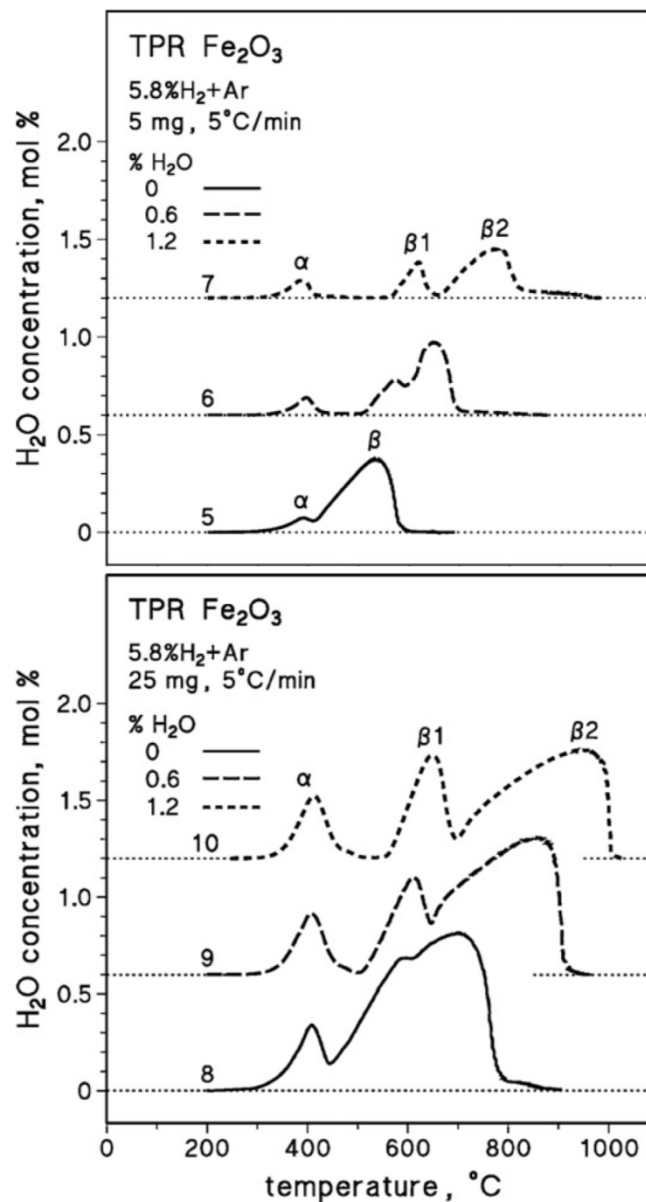 TPR Fe₂O₃
5.8%H₂+Ar
5 mg , 5°C/min
% H₂O
0
0.6
1.2
H₂O concentration, mol %
2.0
1.5
1.0
0.5
0
α
β1
β2
7
6
α
β
5
TPR Fe₂O₃
5.8%H₂+Ar
25 mg , 5°C/min
% H₂O
0
0.6
1.2
H₂O concentration, mol %
2.0
1.5
1.0
0.5
0
α
β1
β2
10
9
8
0 200 400 600 800 1000
temperature , °C